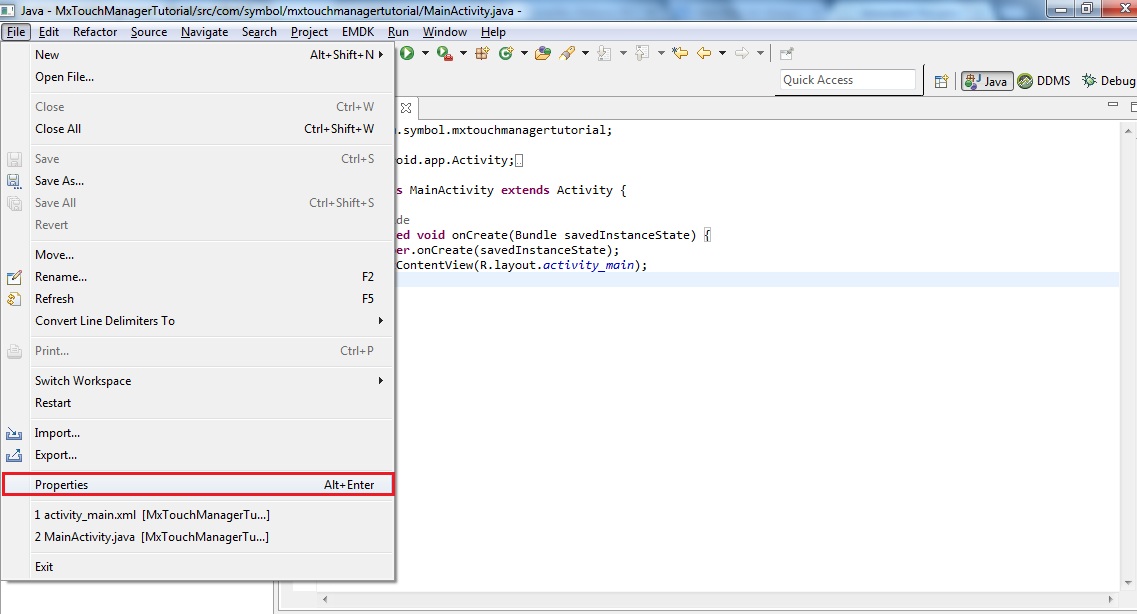 Java - MxTouchManagerTutorial/src/com/symbol/mxtouchmanagertutorial/MainActivity.java -
File Edit Refactor Source Navigate Search Project EMDK Run Window Help
Quick Access
Java DDMS Debug
New Alt+Shift+N
Open File...
Close Ctrl+W
Close All Ctrl+Shift+W
Save Ctrl+S
Save As...
Save All Ctrl+Shift+S
Revert
Move...
Rename... F2
Refresh F5
Convert Line Delimiters To
Print... Ctrl+P
Switch Workspace
Restart
Import...
Export...
Properties Alt+Enter
1 activity_main.xml [MxTouchManagerTu...]
2 MainActivity.java [MxTouchManagerTu...]
Exit
.symbol.mxtouchmanagertutorial;
oid.app.Activity;
s MainActivity extends Activity {
de
ed void onCreate(Bundle savedInstanceState) {
er.onCreate(savedInstanceState);
ContentView(R.layout.activity_main);